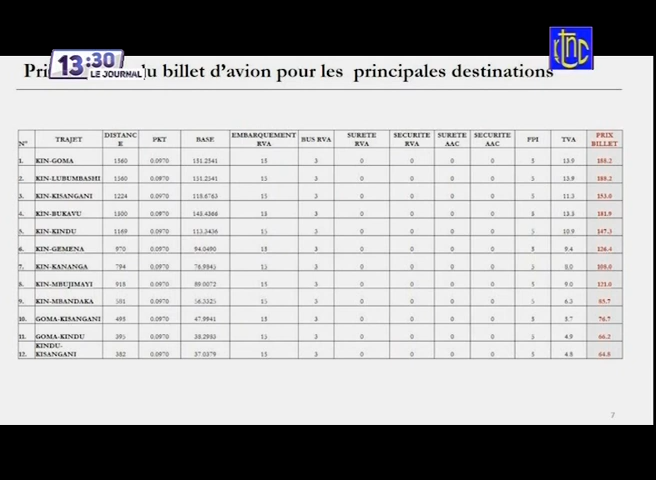 13:30
LE JOURNAL
rtnc
du billet d'avion pour les principales destinations
N° TRAJET DISTANCE PKT BASE EMBARQUEMENT RVA BUS RVA SURETE RVA SECURITE RVA SURETE AAC SECURITE AAC FPI TVA PRIX BILLET
1. KIN-GOMA 1560 0.0970 151.2541 15 3 0 0 0 0 5 13.9 188.2
2. KIN-LUBUMBASHI 1560 0.0970 151.2541 15 3 0 0 0 0 5 13.9 188.2
3. KIN-KISANGANI 1224 0.0970 118.6763 15 3 0 0 0 0 5 11.3 153.0
4. KIN-BUKAVU 1500 0.0970 145.4366 15 3 0 0 0 0 5 13.5 181.9
5. KIN-KINDU 1169 0.0970 113.3436 15 3 0 0 0 0 5 10.9 147.3
6. KIN-GEMENA 970 0.0970 94.0490 15 3 0 0 0 0 5 9.4 126.4
7. KIN-KANANGA 794 0.0970 76.9845 15 3 0 0 0 0 5 8.0 108.0
8. KIN-MBUJIMAYI 918 0.0970 89.0072 15 3 0 0 0 0 5 9.0 121.0
9. KIN-MBANDAKA 581 0.0970 56.3325 15 3 0 0 0 0 5 6.3 85.7
10. GOMA-KISANGANI 495 0.0970 47.9941 15 3 0 0 0 0 5 5.7 76.7
11. GOMA-KINDU 395 0.0970 38.2983 15 3 0 0 0 0 5 4.9 66.2
12. KINDU-KISANGANI 382 0.0970 37.0379 15 3 0 0 0 0 5 4.8 64.8
7